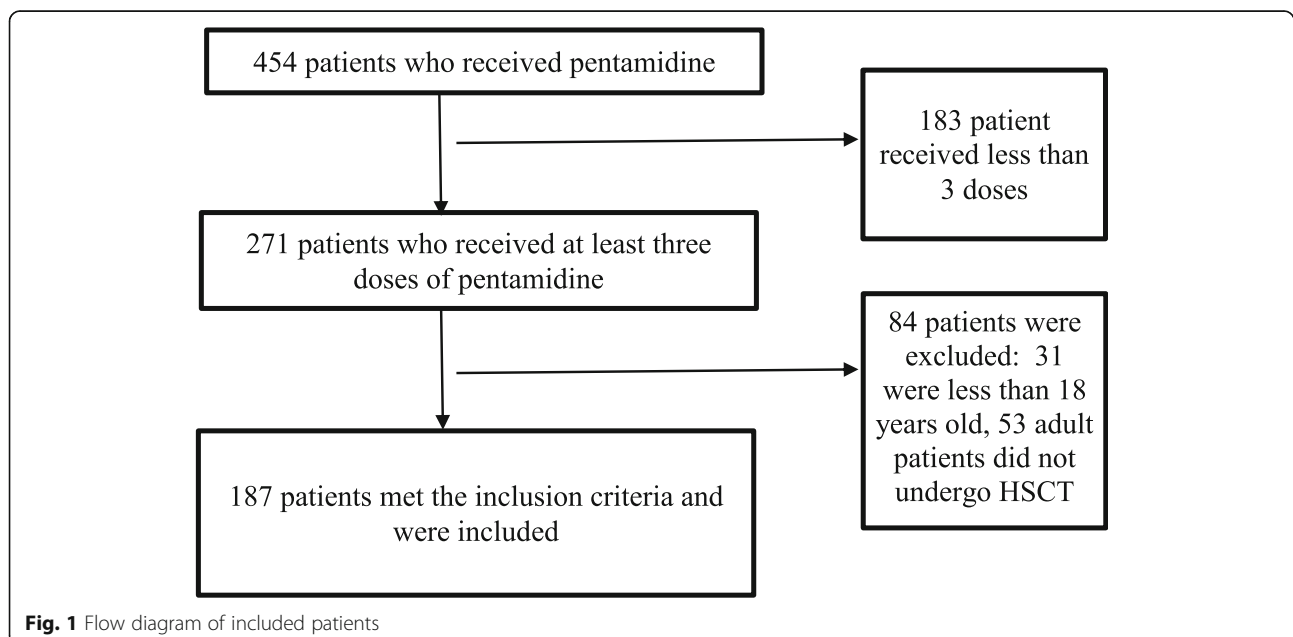 454 patients who received pentamidine
183 patient
received less than
3 doses
271 patients who received at least three
doses of pentamidine
84 patients were
excluded: 31
were less than 18
years old, 53 adult
patients did not
undergo HSCT
187 patients met the inclusion criteria and
were included
Fig. 1 Flow diagram of included patients